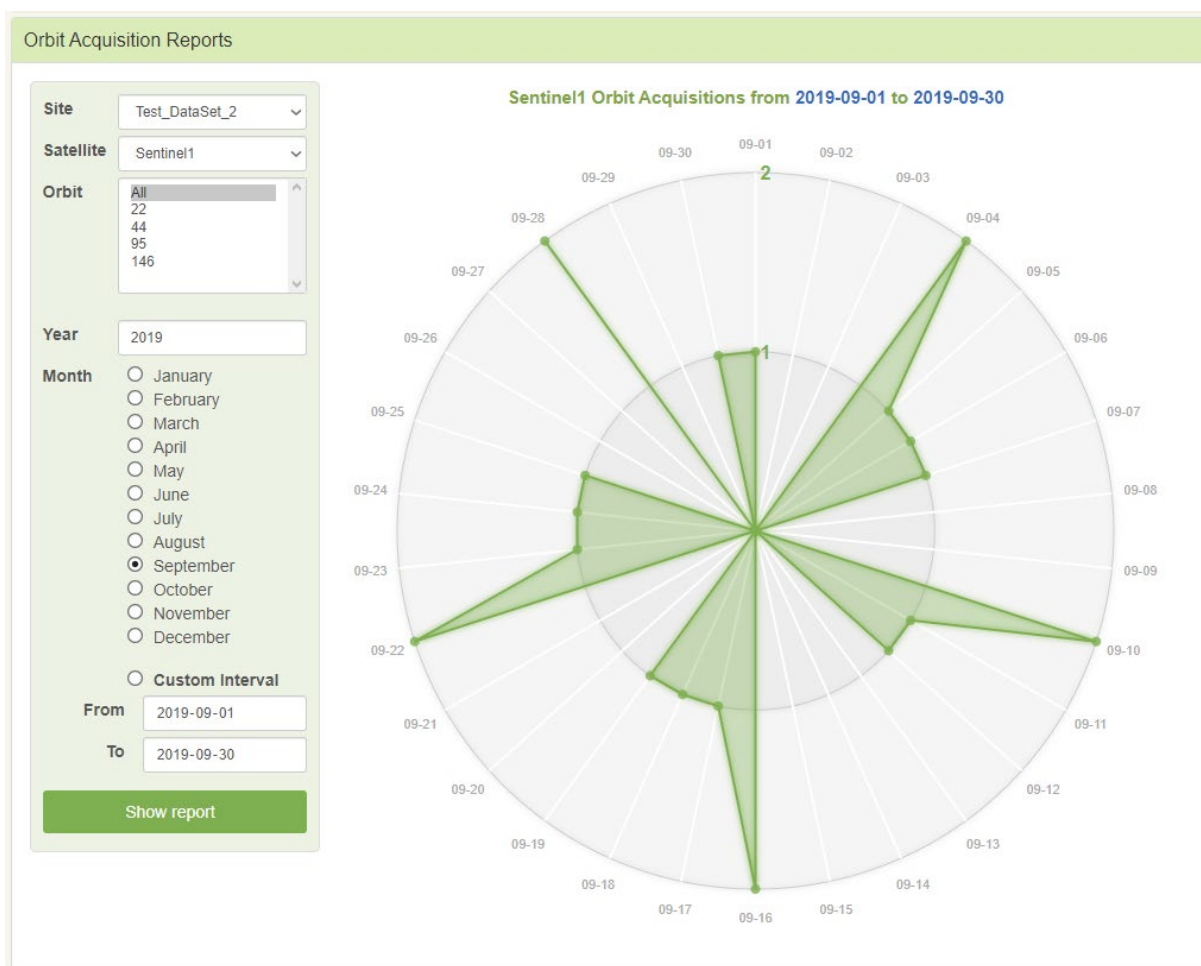 Orbit Acquisition Reports
Site
Test_DataSet_2
Satellite
Sentinel1
Orbit
All
22
44
95
146
Year
2019
Month
January
February
March
April
May
June
July
August
September
October
November
December
Custom Interval
From
2019-09-01
To
2019-09-30
Show report
Sentinel1 Orbit Acquisitions from 2019-09-01 to 2019-09-30
09-01
09-02
09-03
09-04
09-05
09-06
09-07
09-08
09-09
09-10
09-11
09-12
09-13
09-14
09-15
09-16
09-17
09-18
09-19
09-20
09-21
09-22
09-23
09-24
09-25
09-26
09-27
09-28
09-29
09-30
2
1